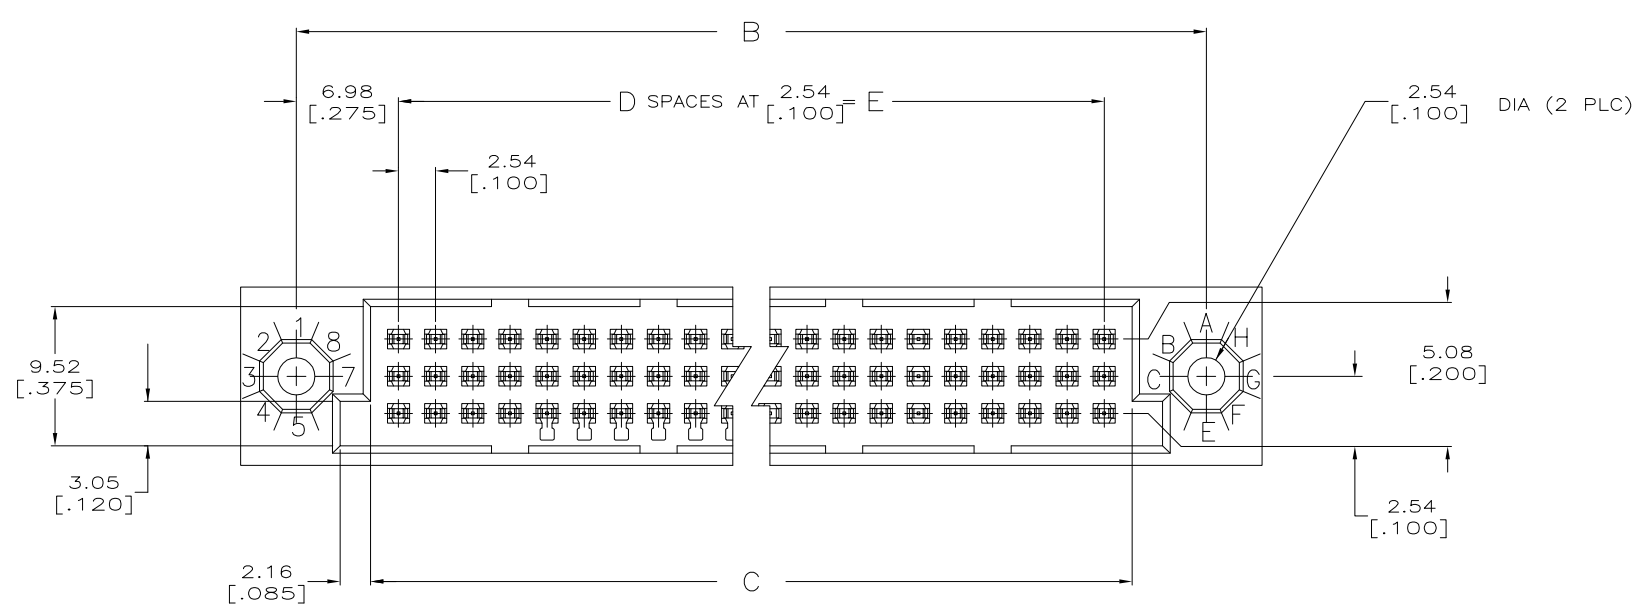 B
6.98
[.275]
D SPACES AT 2.54 = E
[.100]
2.54
[.100] DIA (2 PLC)
2.54
[.100]
1
2 8
3 7
4
5
A
B H
C G
F
E
9.52
[.375]
5.08
[.200]
3.05
[.120]
2.54
[.100]
2.16
[.085]
C